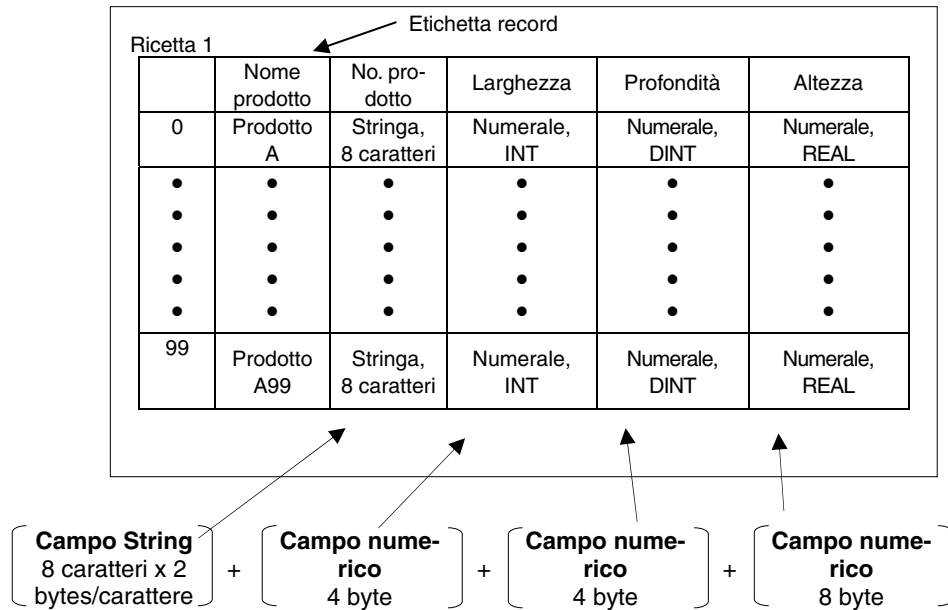 Etichetta record
Ricetta 1
Nome prodotto No. pro-dotto Larghezza Profondità Altezza
0 Prodotto A Stringa, 8 caratteri Numerale, INT Numerale, DINT Numerale, REAL
99 Prodotto A99 Stringa, 8 caratteri Numerale, INT Numerale, DINT Numerale, REAL
Campo String Campo nume- Campo nume- Campo nume-
8 caratteri x 2 + rico + rico + rico
bytes/carattere 4 byte 4 byte 8 byte